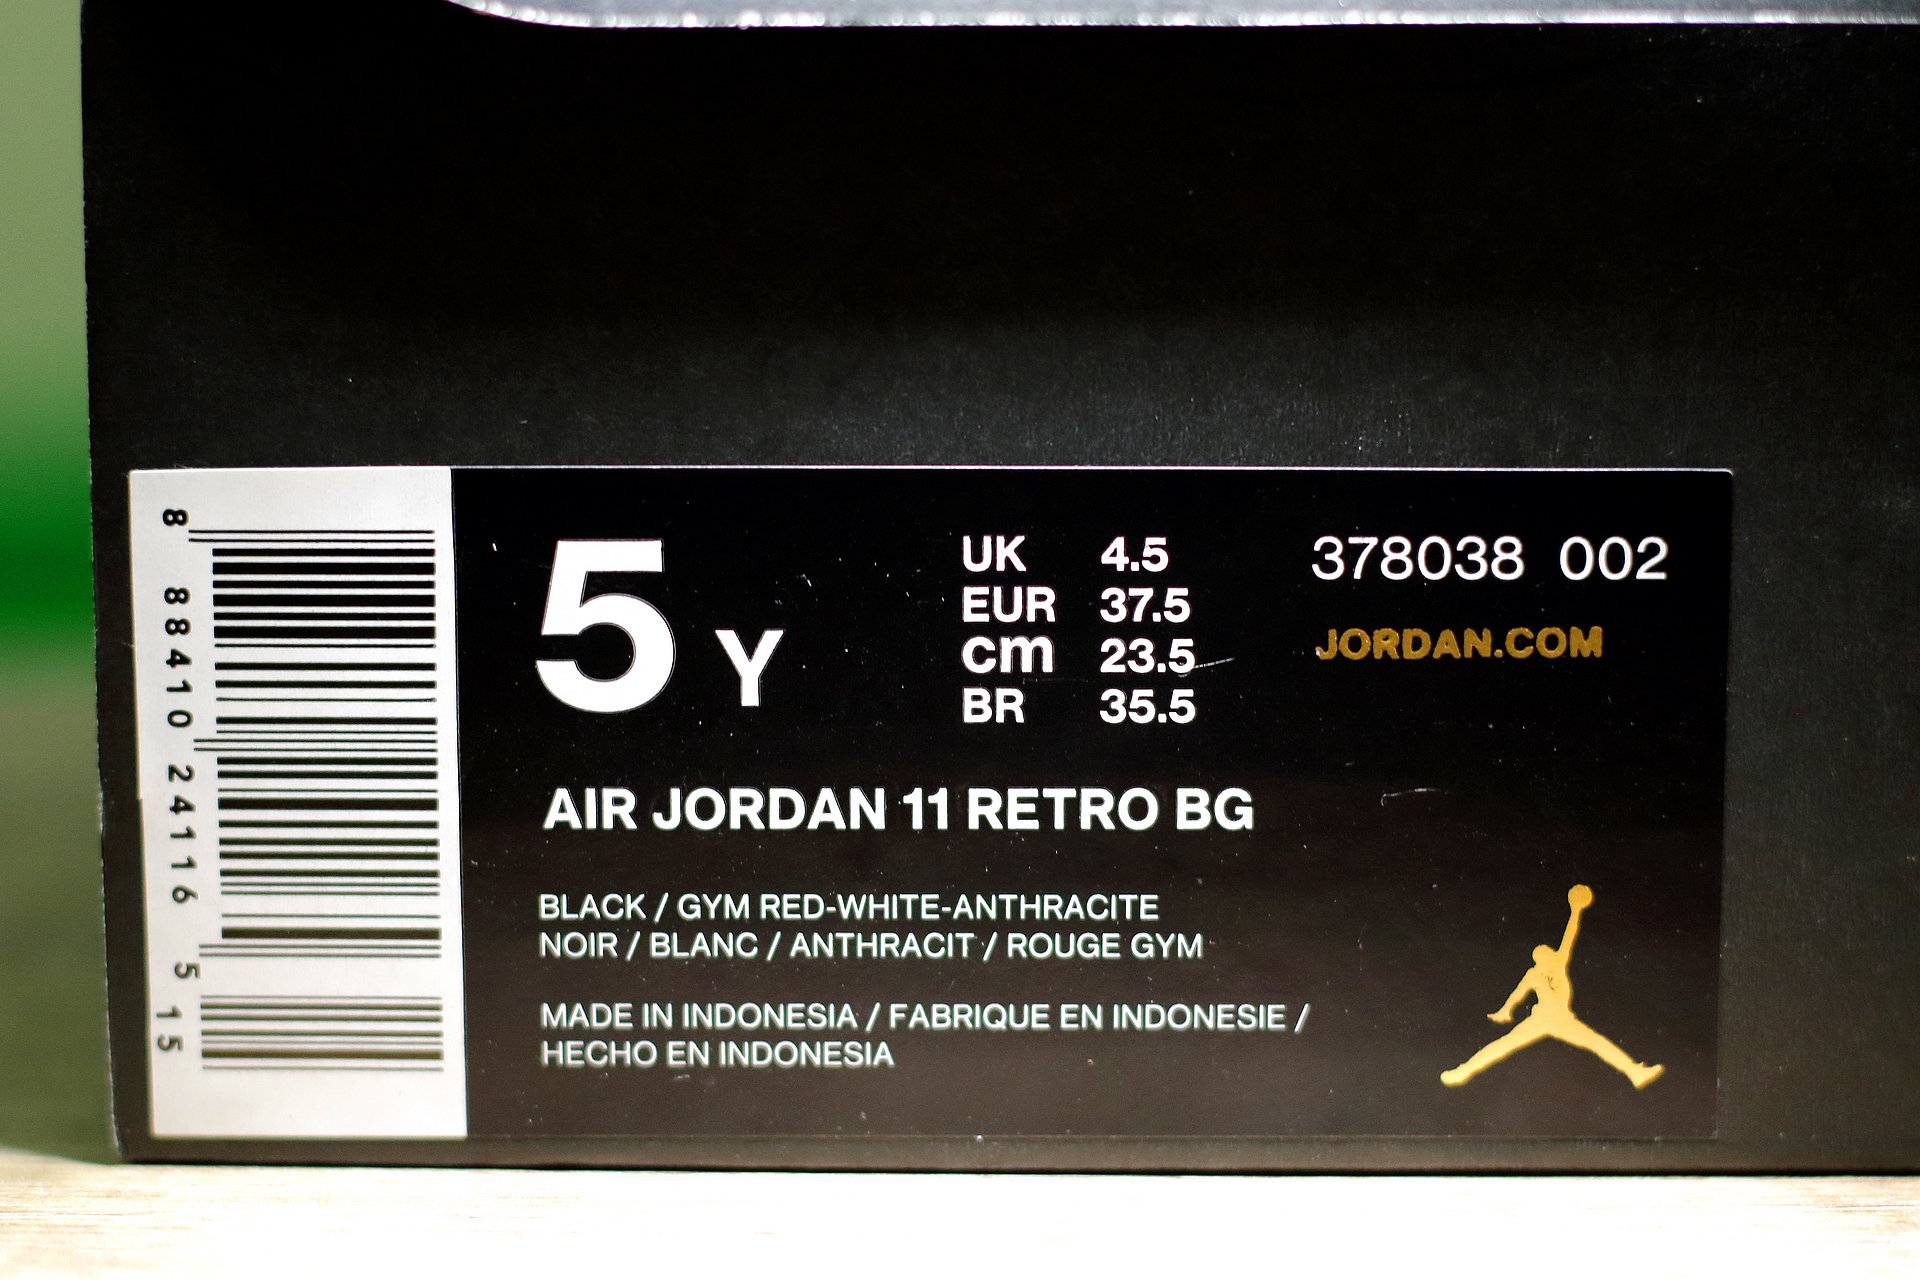 8 88410 24116 5
15
5 Y
UK 4.5
EUR 37.5
cm 23.5
BR 35.5
378038 002
JORDAN.COM
AIR JORDAN 11 RETRO BG
BLACK / GYM RED-WHITE-ANTHRACITE
NOIR / BLANC / ANTHRACIT / ROUGE GYM
MADE IN INDONESIA / FABRIQUE EN INDONESIE /
HECHO EN INDONESIA